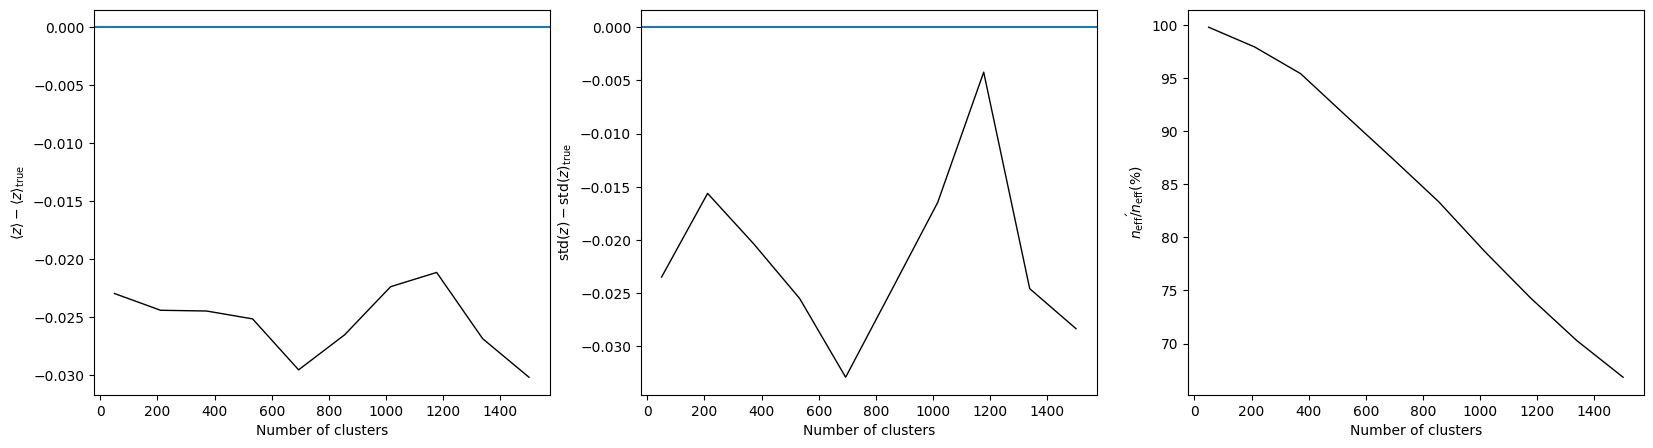 0.000
−0.005
−0.010
−0.015
−0.020
−0.025
−0.030
⟨z⟩ − ⟨z⟩true
0 200 400 600 800 1000 1200 1400
Number of clusters
0.000
−0.005
−0.010
−0.015
−0.020
−0.025
−0.030
std(z) − std(z)true
0 200 400 600 800 1000 1200 1400
Number of clusters
100
95
90
85
80
75
70
n′eff/neff(%)
0 200 400 600 800 1000 1200 1400
Number of clusters